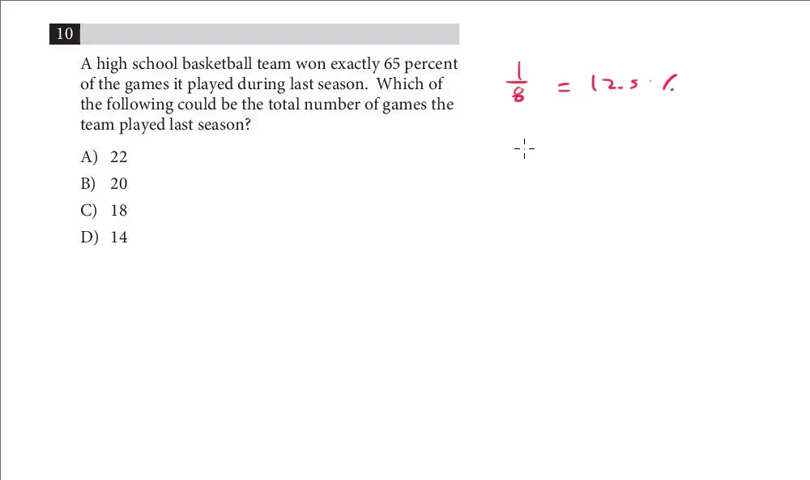 10
A high school basketball team won exactly 65 percent
of the games it played during last season. Which of
the following could be the total number of games the
team played last season?
A) 22
B) 20
C) 18
D) 14
1/8 = 12.5 %